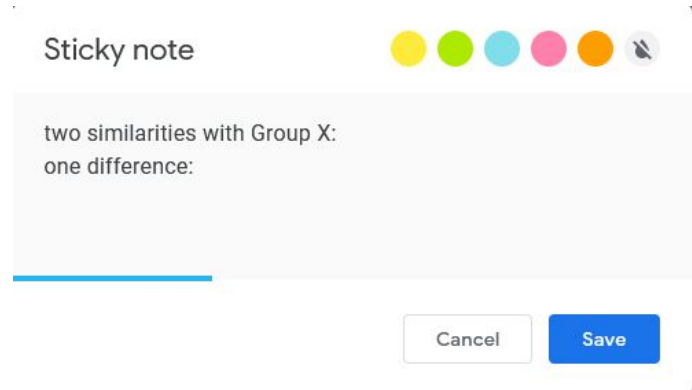 Sticky note
two similarities with Group X:
one difference:
Cancel
Save